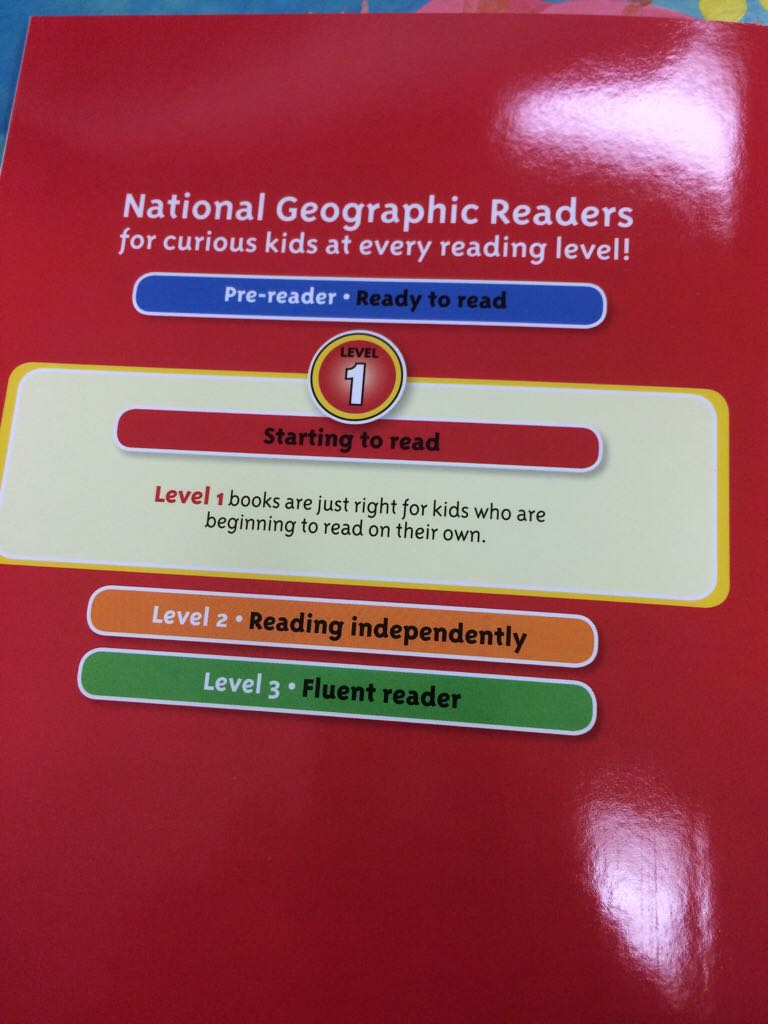 National Geographic Readers
for curious kids at every reading level!
Pre-reader • Ready to read
LEVEL
1
Starting to read
Level 1 books are just right for kids who are
beginning to read on their own.
Level 2 • Reading independently
Level 3 • Fluent reader